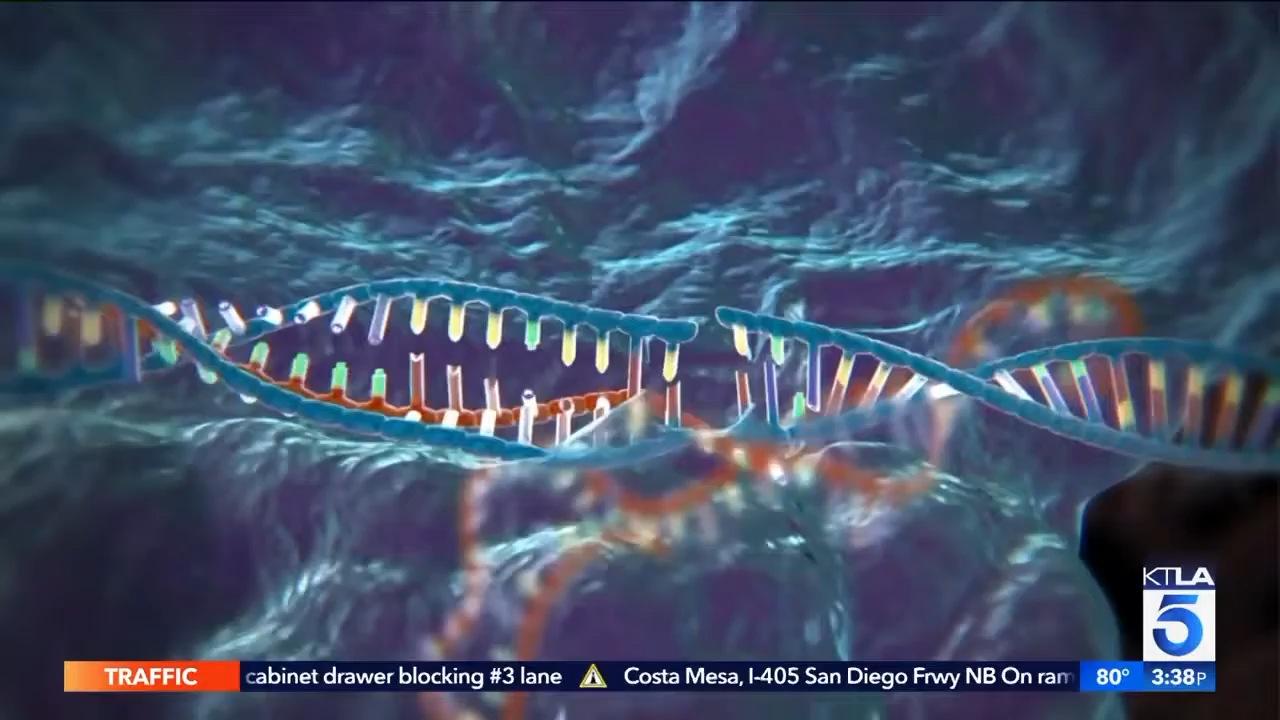 KTLA
5
TRAFFIC cabinet drawer blocking #3 lane Costa Mesa, I-405 San Diego Frwy NB On ram 80° 3:38P